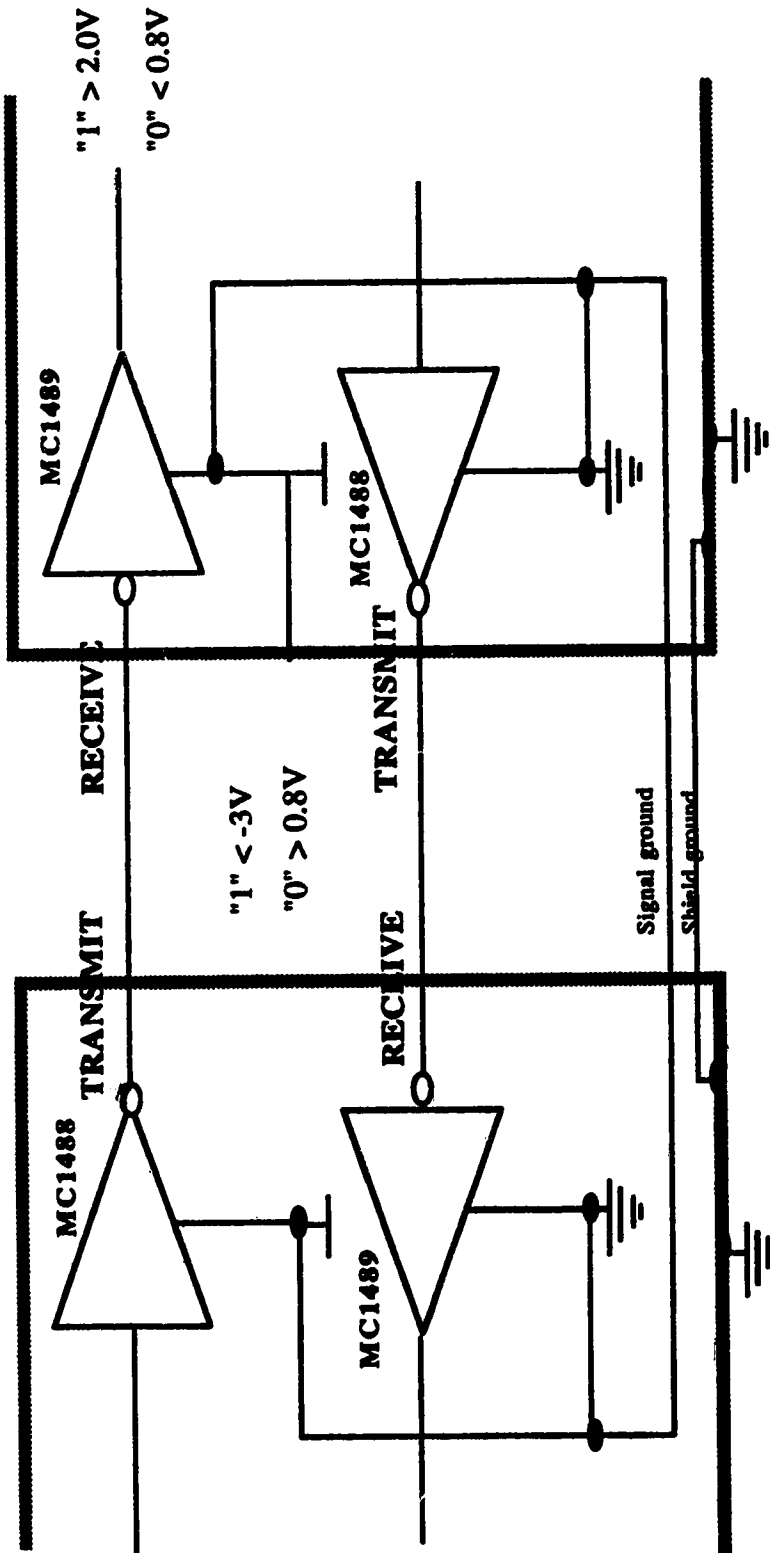 MC1488
TRANSMIT
RECEIVE
MC1489
"1" > 2.0V
"0" < 0.8V
"1" < -3V
"0" > 0.8V
MC1489
RECEIVE
TRANSMIT
MC1488
Signal ground
Shield ground